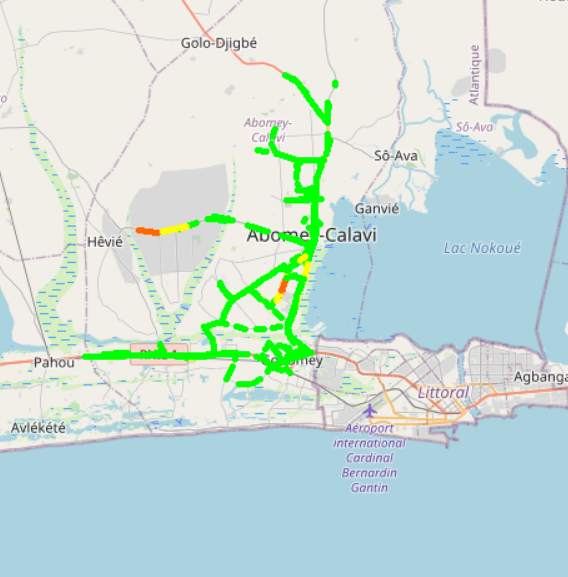 Golo-Djigbé
Atlantique
Abomey-
Calavi
Sô-Ava
Sô-Ava
Ganvié
Abomey-Calavi
Hêvié
Lac Nokoué
Pahou
Agbanga
Littoral
Avlékété
Aéroport
international
Cardinal
Bernardin
Gantin